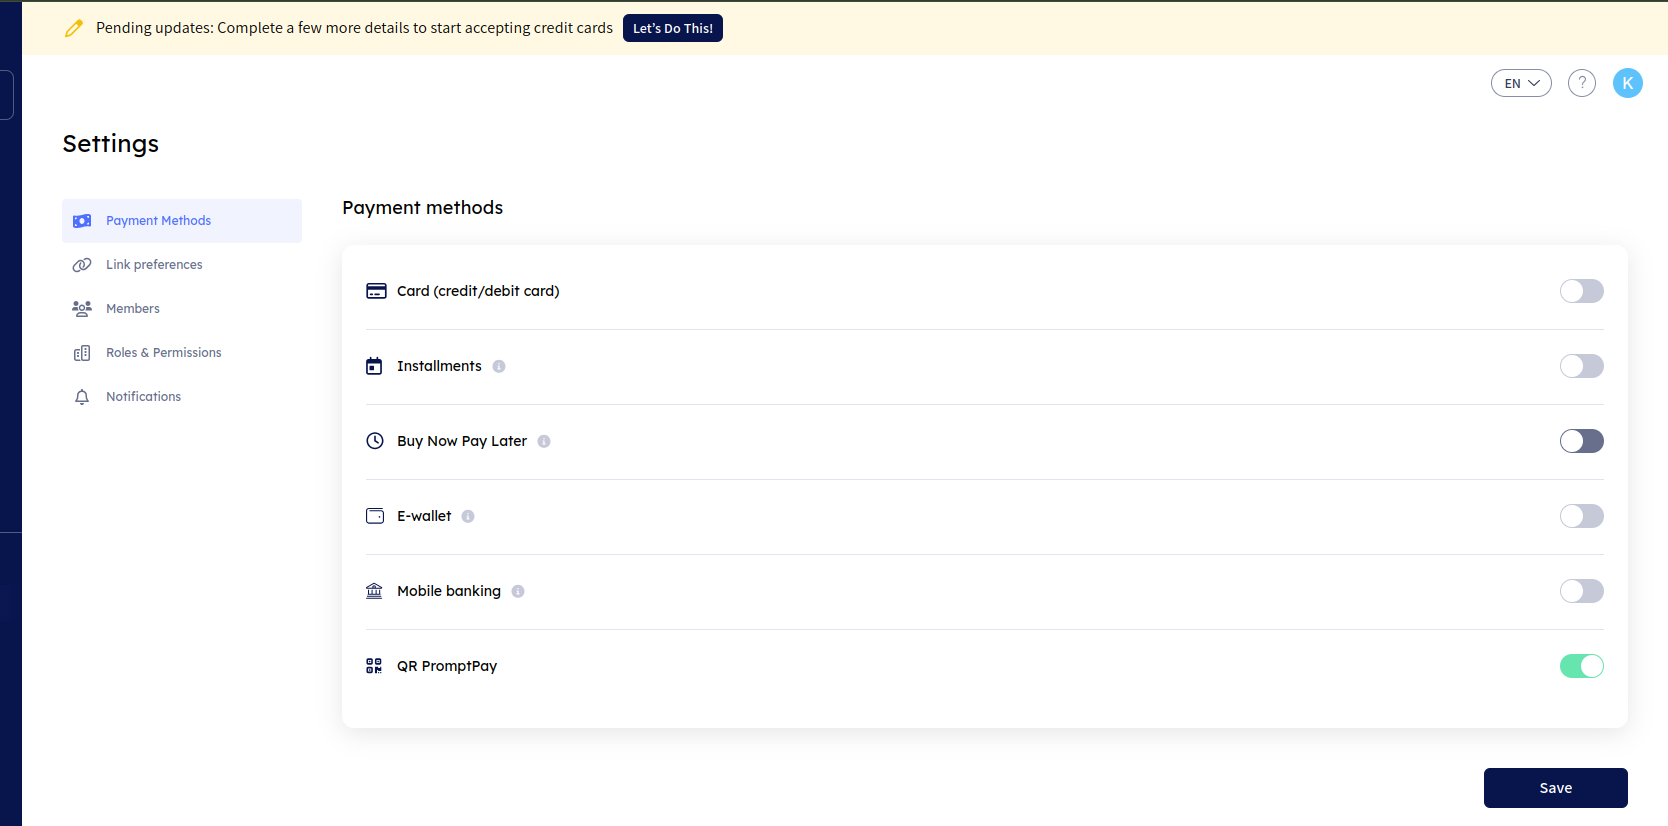 Pending updates: Complete a few more details to start accepting credit cards Let's Do This!
EN ? K
Settings
Payment Methods
Link preferences
Members
Roles & Permissions
Notifications
Payment methods
Card (credit/debit card)
Installments
Buy Now Pay Later
E-wallet
Mobile banking
QR PromptPay
Save